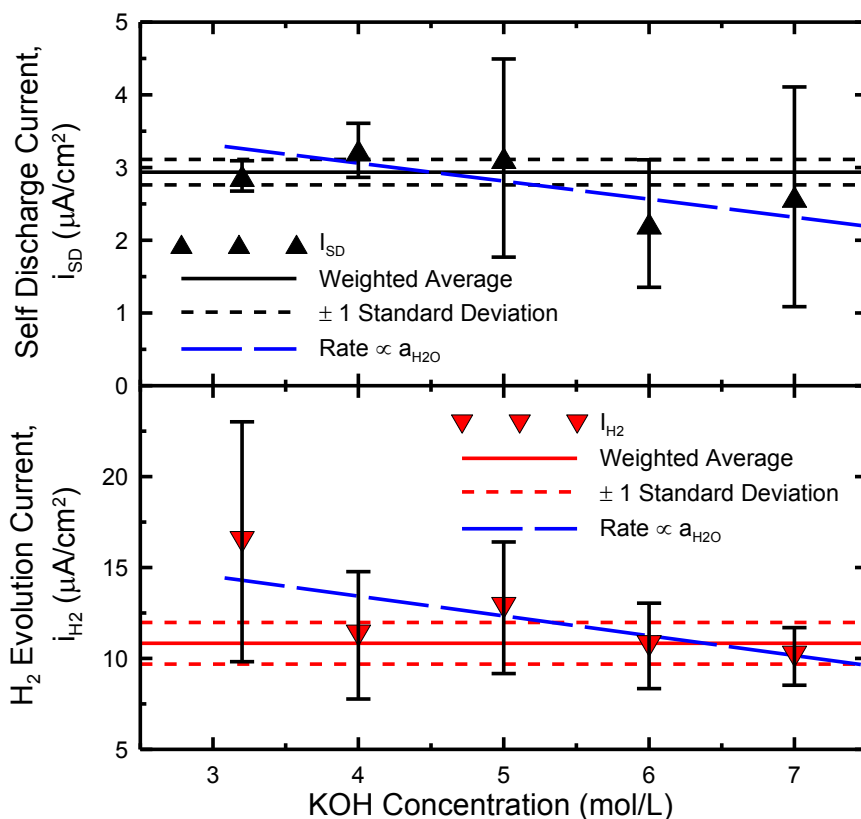 Self Discharge Current,
i_SD (µA/cm²)
5
4
3
2
1
0
I_SD
Weighted Average
± 1 Standard Deviation
Rate ∝ a_H2O
H₂ Evolution Current,
i_H2 (µA/cm²)
20
15
10
5
I_H2
Weighted Average
± 1 Standard Deviation
Rate ∝ a_H2O
3 4 5 6 7
KOH Concentration (mol/L)